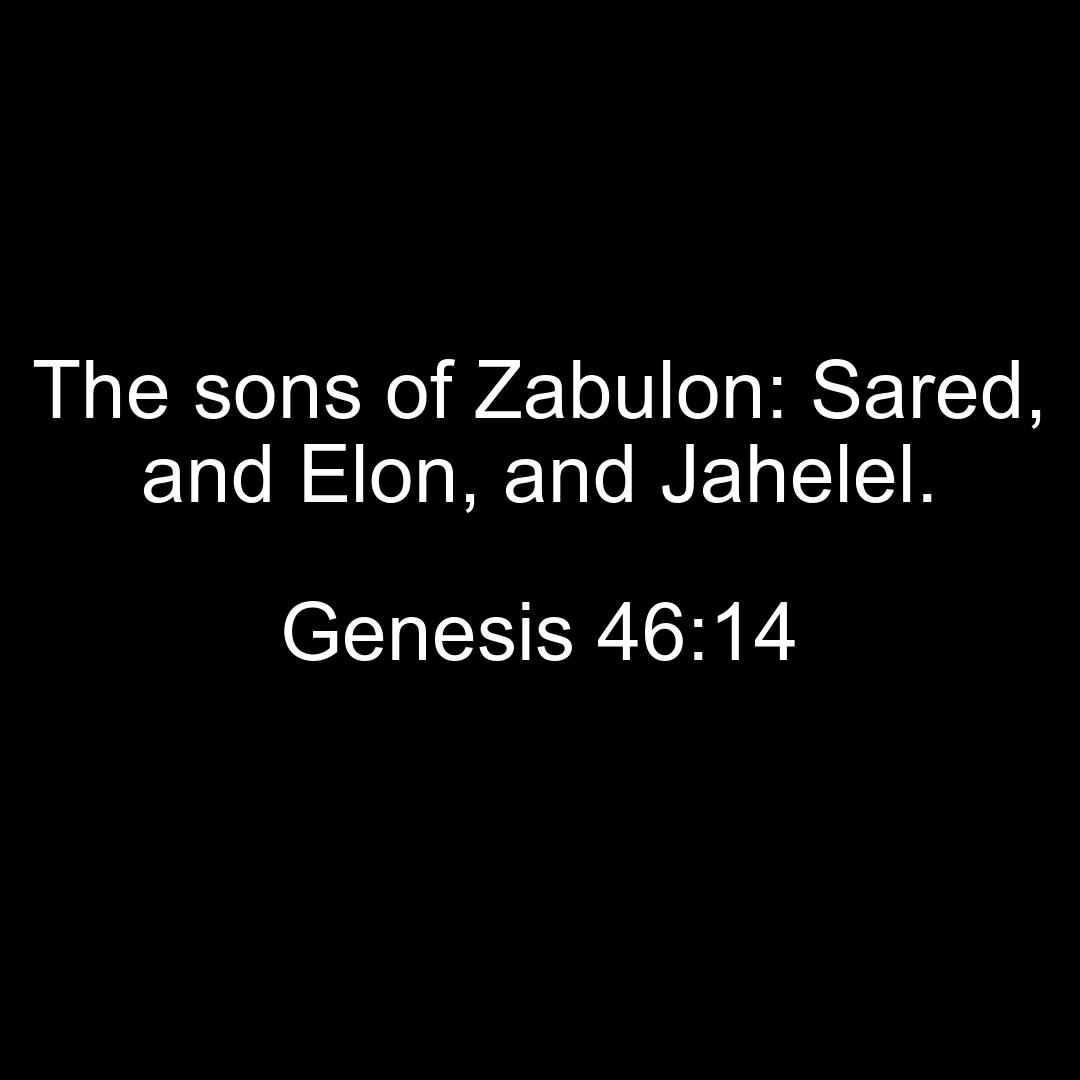 The sons of Zabulon: Sared,
and Elon, and Jahelel.
Genesis 46:14